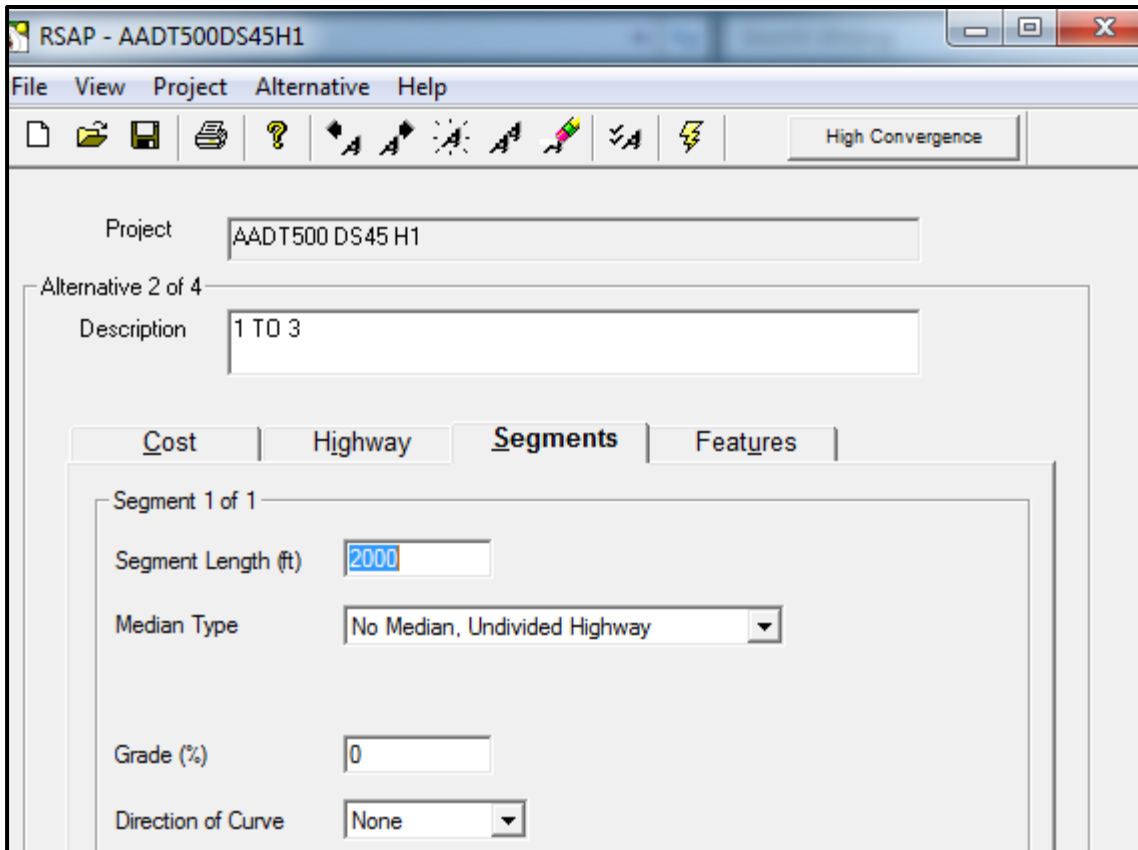 RSAP - AADT500DS45H1
File View Project Alternative Help
High Convergence
Project AADT500 DS45 H1
Alternative 2 of 4
Description 1 TO 3
Cost Highway Segments Features
Segment 1 of 1
Segment Length (ft) 2000
Median Type No Median, Undivided Highway
Grade (%) 0
Direction of Curve None